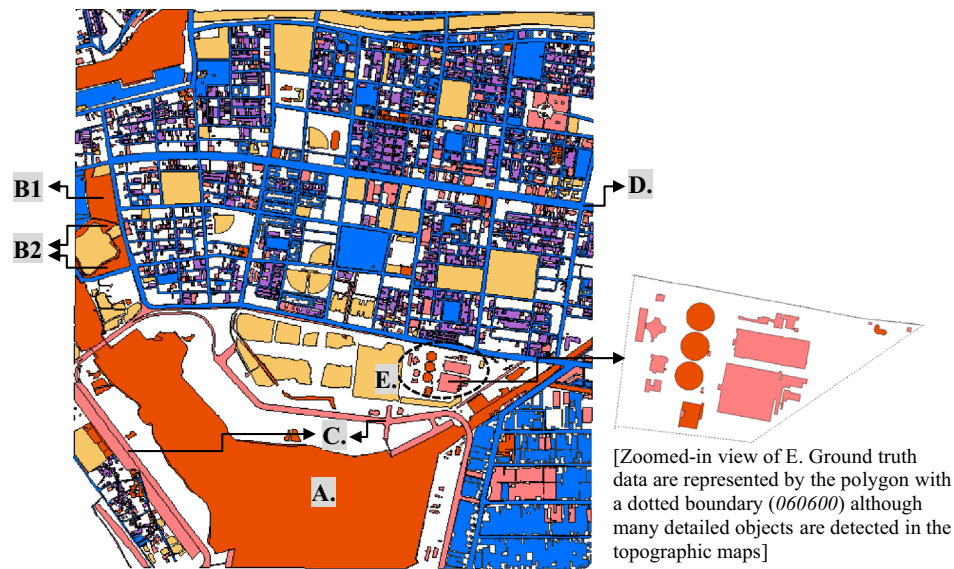 B1
D.
B2
E.
C.
A.
[Zoomed-in view of E. Ground truth
data are represented by the polygon with
a dotted boundary (060600) although
many detailed objects are detected in the
topographic maps]